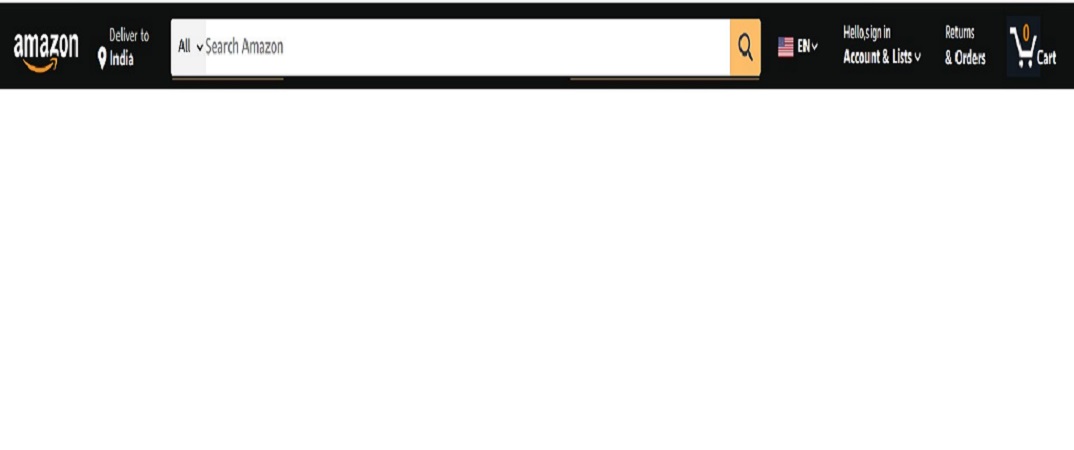 amazon
Deliver to
India
All
Search Amazon
EN
Hello,sign in
Account & Lists
Returns
& Orders
0
Cart